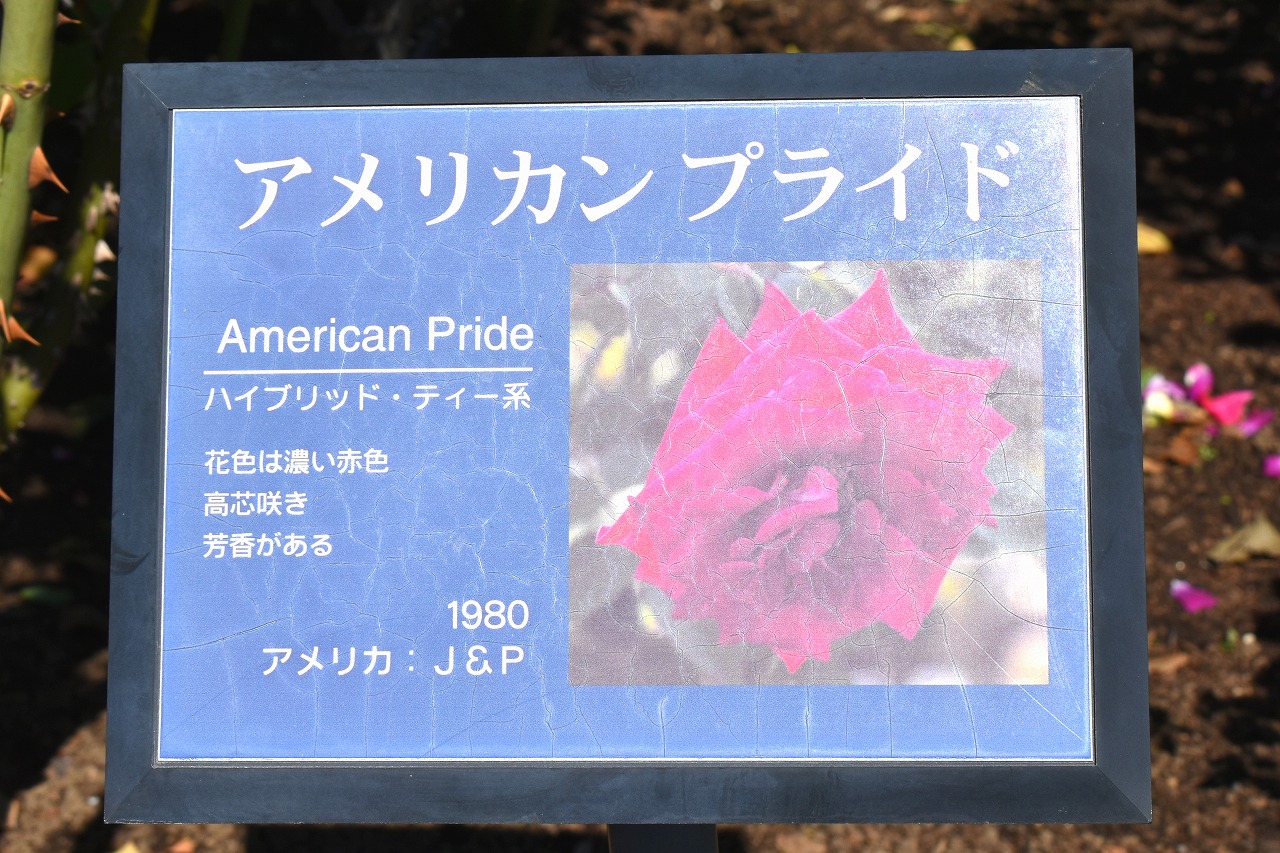 アメリカン プライド
American Pride
ハイブリッド・ティー系
花色は濃い赤色
高芯咲き
芳香がある
1980
アメリカ：Ｊ＆Ｐ